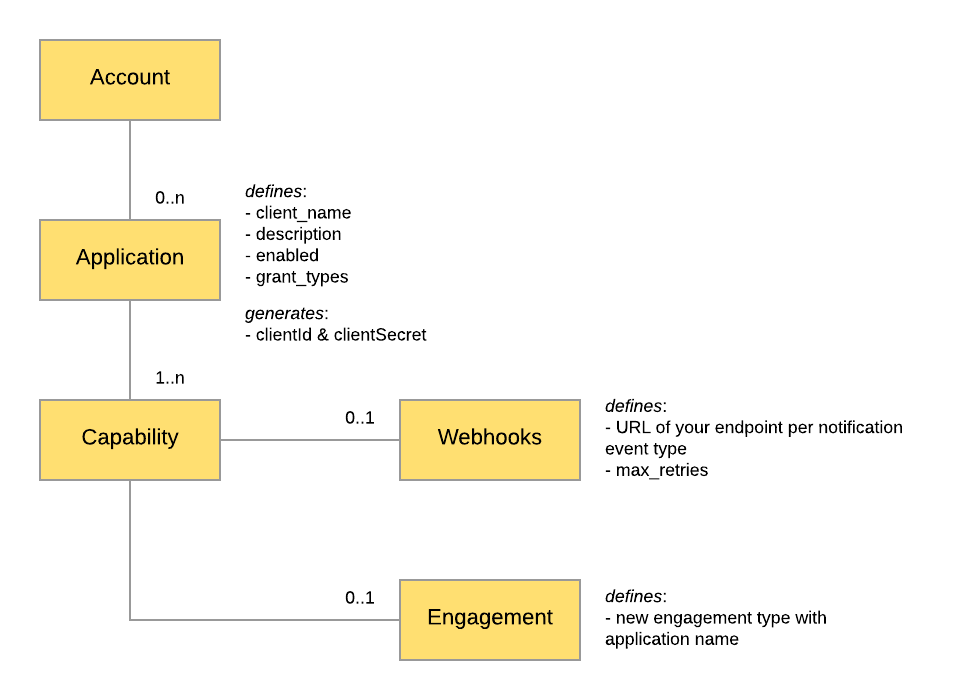 Account
0..n
Application
defines:
- client_name
- description
- enabled
- grant_types
generates:
- clientId & clientSecret
1..n
Capability
0..1
Webhooks
defines:
- URL of your endpoint per notification
event type
- max_retries
0..1
Engagement
defines:
- new engagement type with
application name